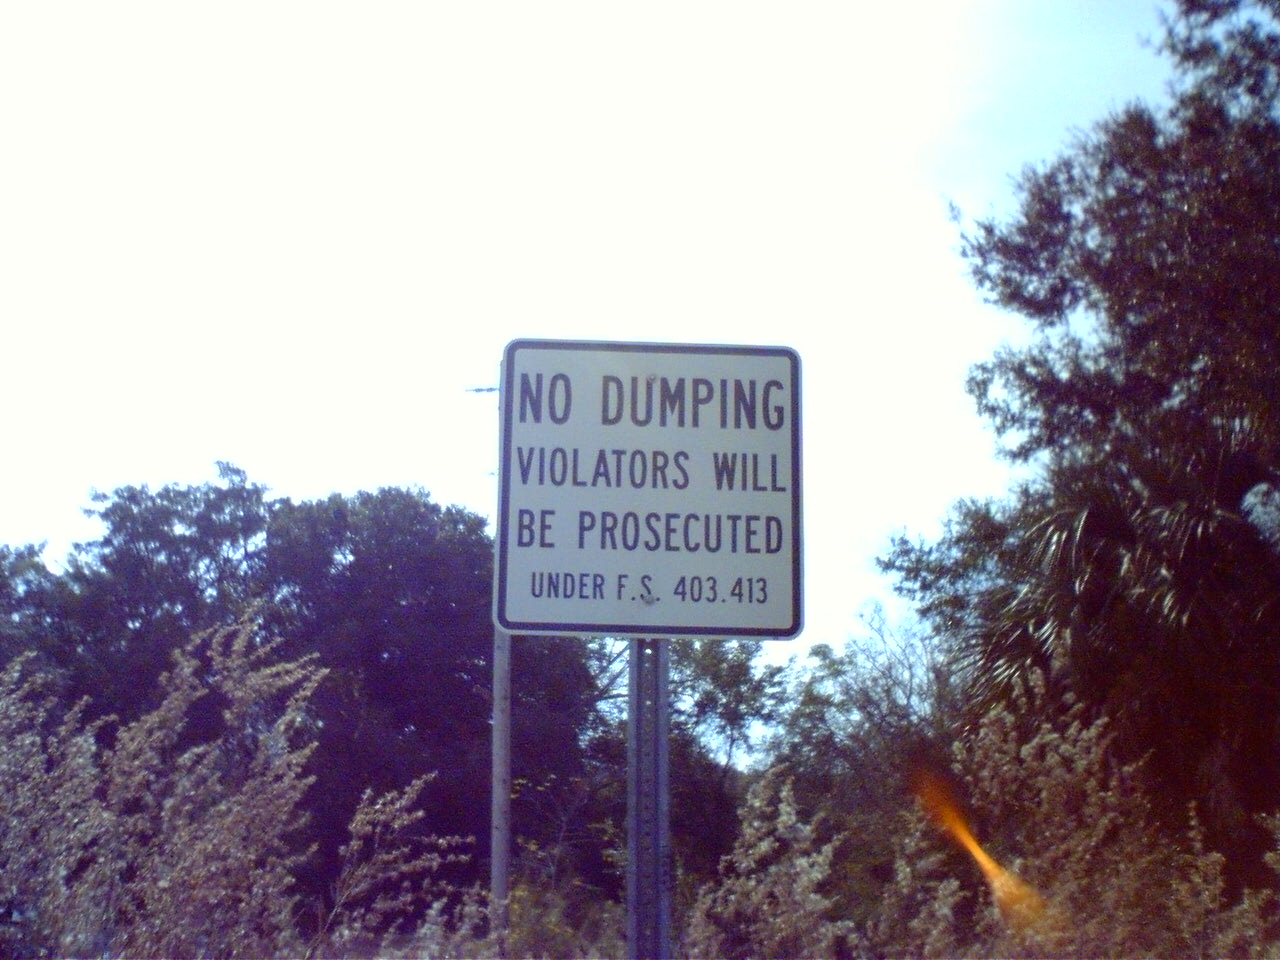 NO DUMPING
VIOLATORS WILL
BE PROSECUTED
UNDER F.S. 403.413